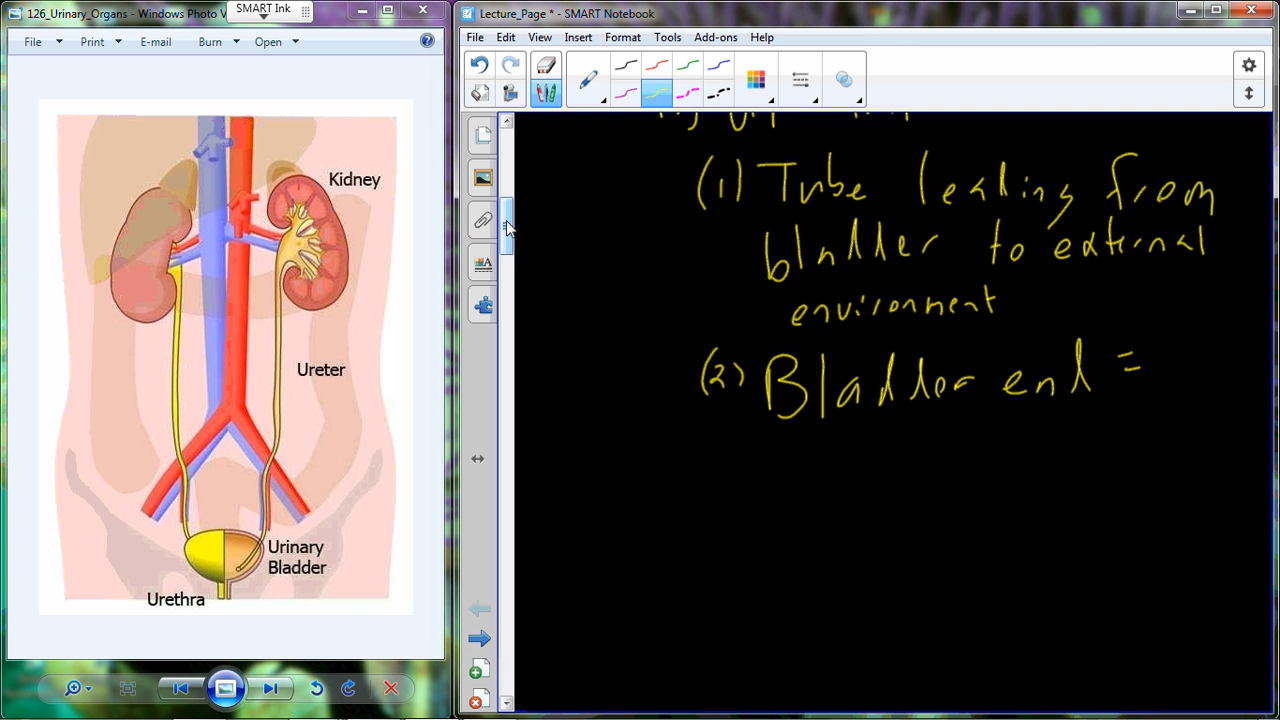 126_Urinary_Organs - Windows Photo V
SMART Ink
File Print E-mail Burn Open
Kidney
Ureter
Urinary
Bladder
Urethra
Lecture_Page * - SMART Notebook
File Edit View Insert Format Tools Add-ons Help
(1) Tube leading from
bladder to external
environment
(2) Bladder end =